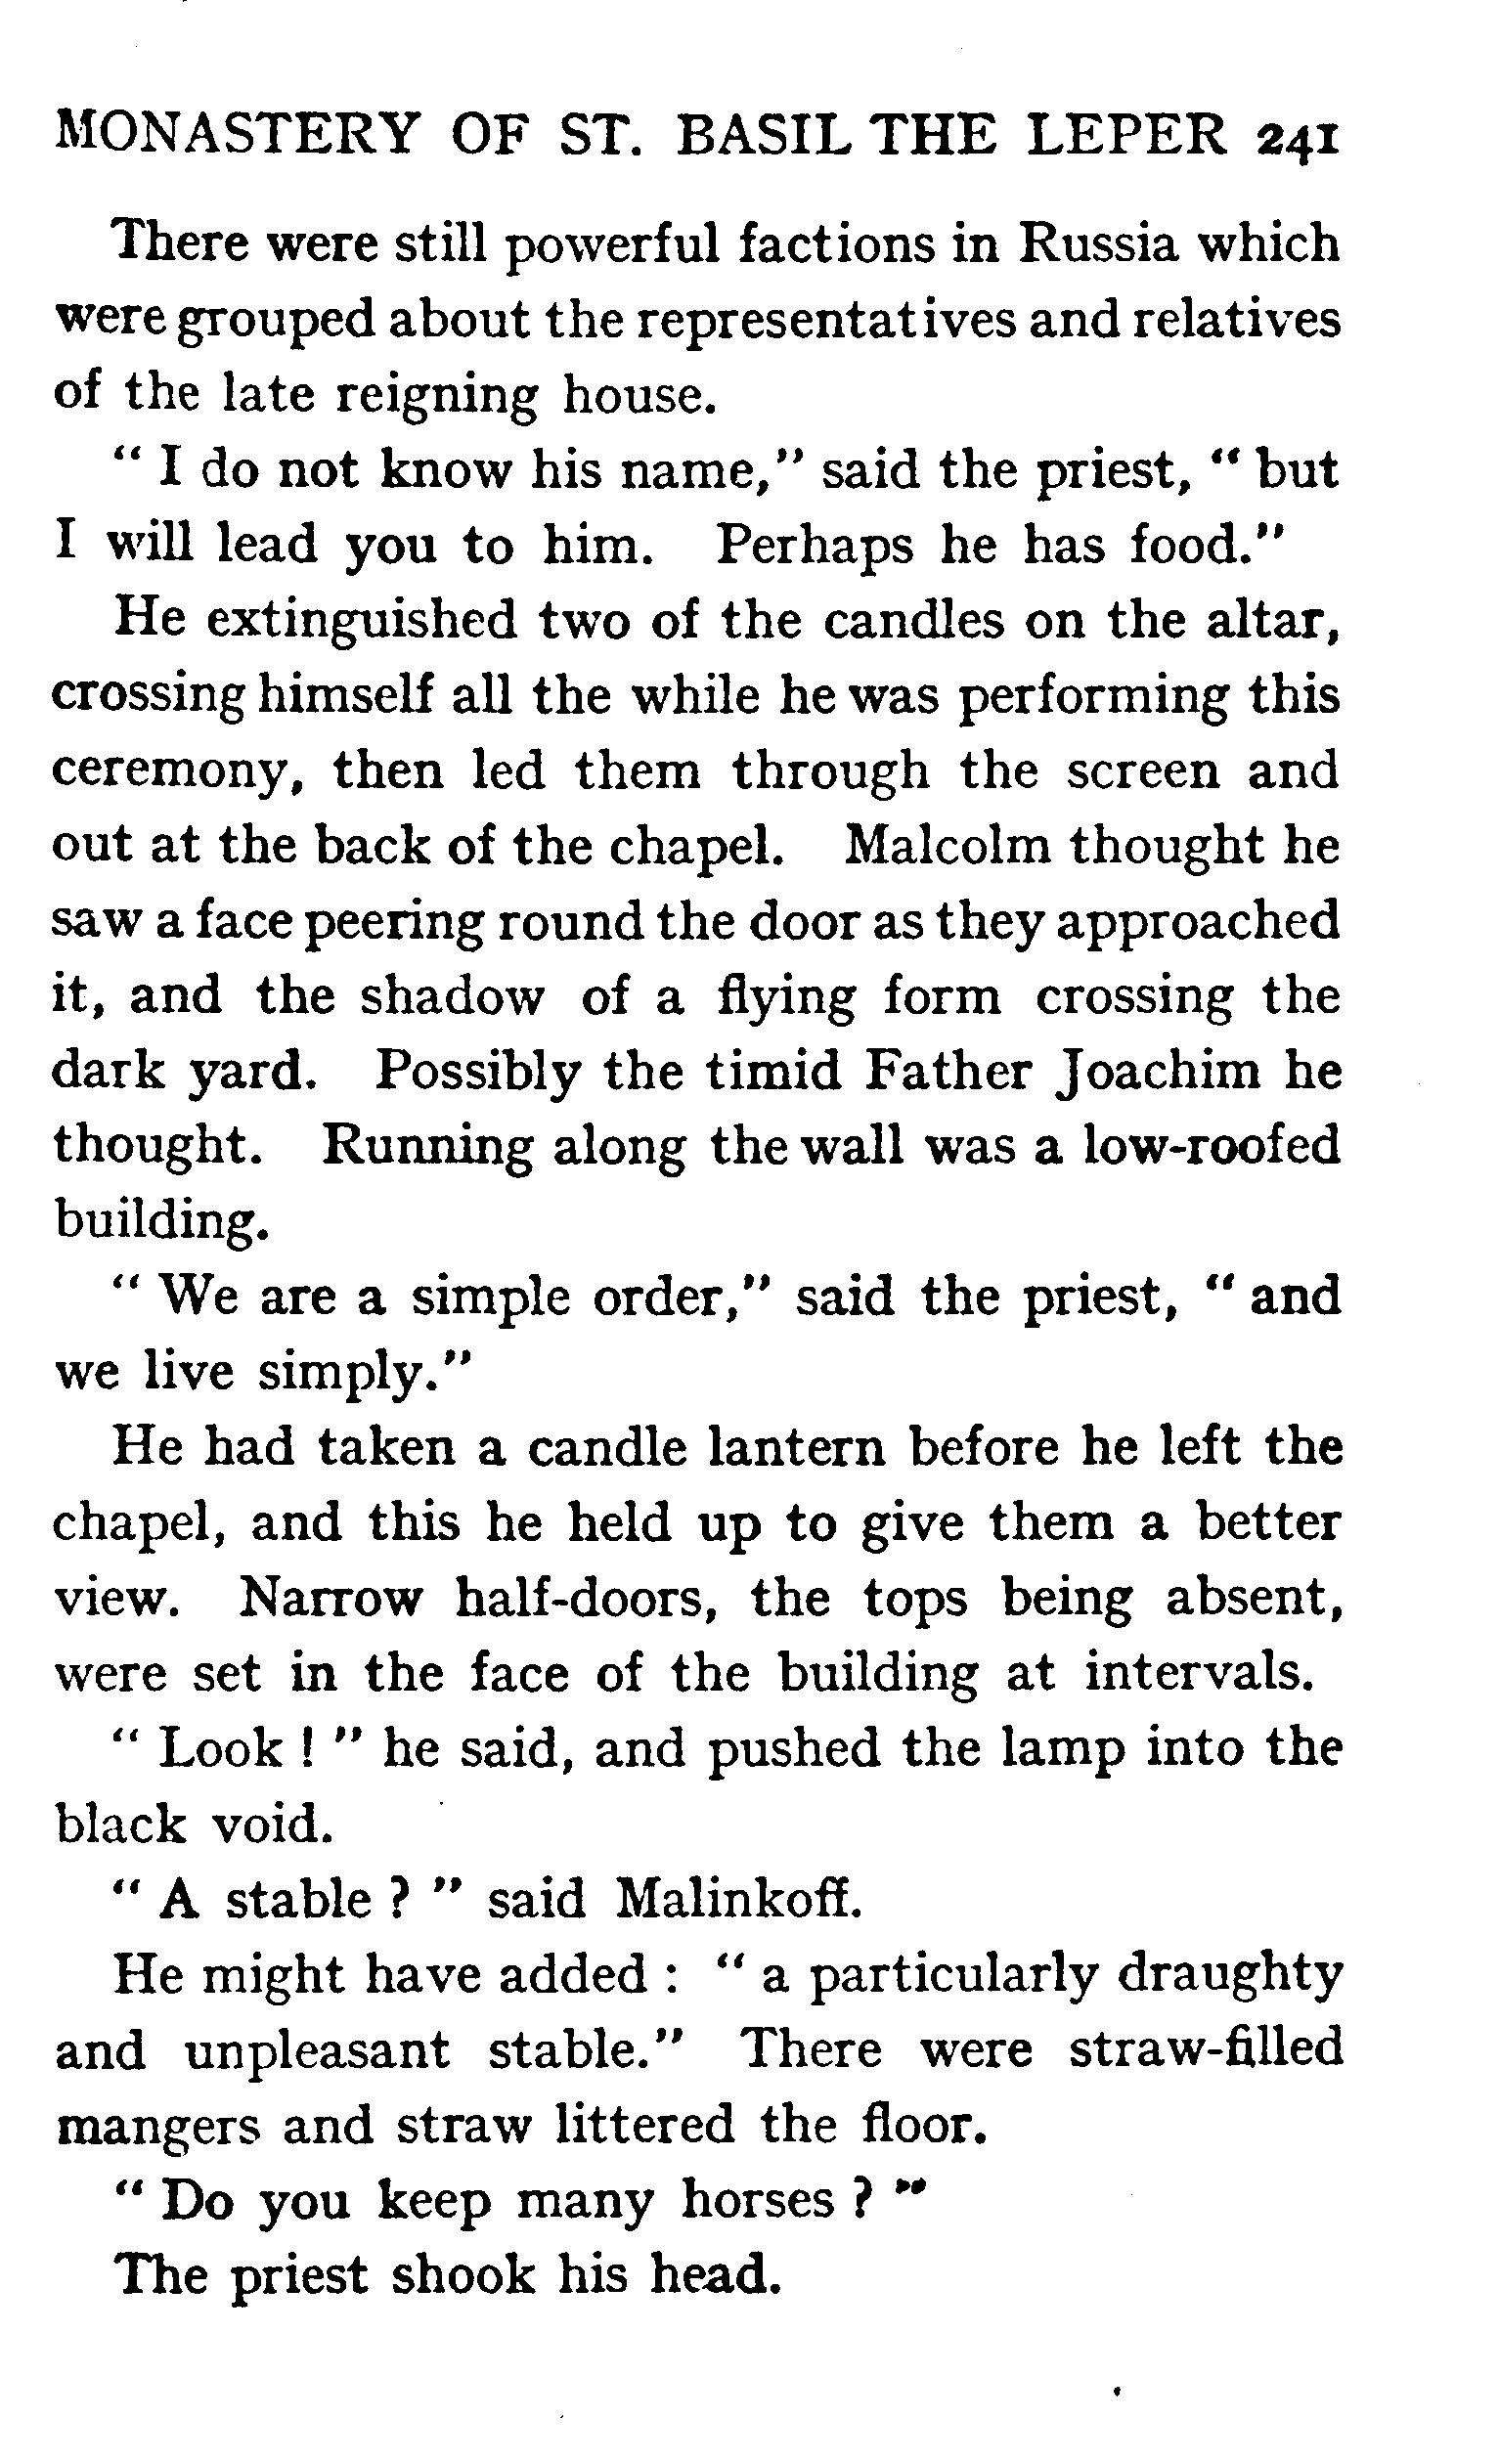 MONASTERY OF ST. BASIL THE LEPER 241
There were still powerful factions in Russia which
were grouped about the representatives and relatives
of the late reigning house.
" I do not know his name," said the priest, " but
I will lead you to him. Perhaps he has food."
He extinguished two of the candles on the altar,
crossing himself all the while he was performing this
ceremony, then led them through the screen and
out at the back of the chapel. Malcolm thought he
saw a face peering round the door as they approached
it, and the shadow of a flying form crossing the
dark yard. Possibly the timid Father Joachim he
thought. Running along the wall was a low-roofed
building.
" We are a simple order," said the priest, " and
we live simply."
He had taken a candle lantern before he left the
chapel, and this he held up to give them a better
view. Narrow half-doors, the tops being absent,
were set in the face of the building at intervals.
" Look ! " he said, and pushed the lamp into the
black void.
" A stable ? " said Malinkoff.
He might have added : " a particularly draughty
and unpleasant stable." There were straw-filled
mangers and straw littered the floor.
" Do you keep many horses ? "
The priest shook his head.